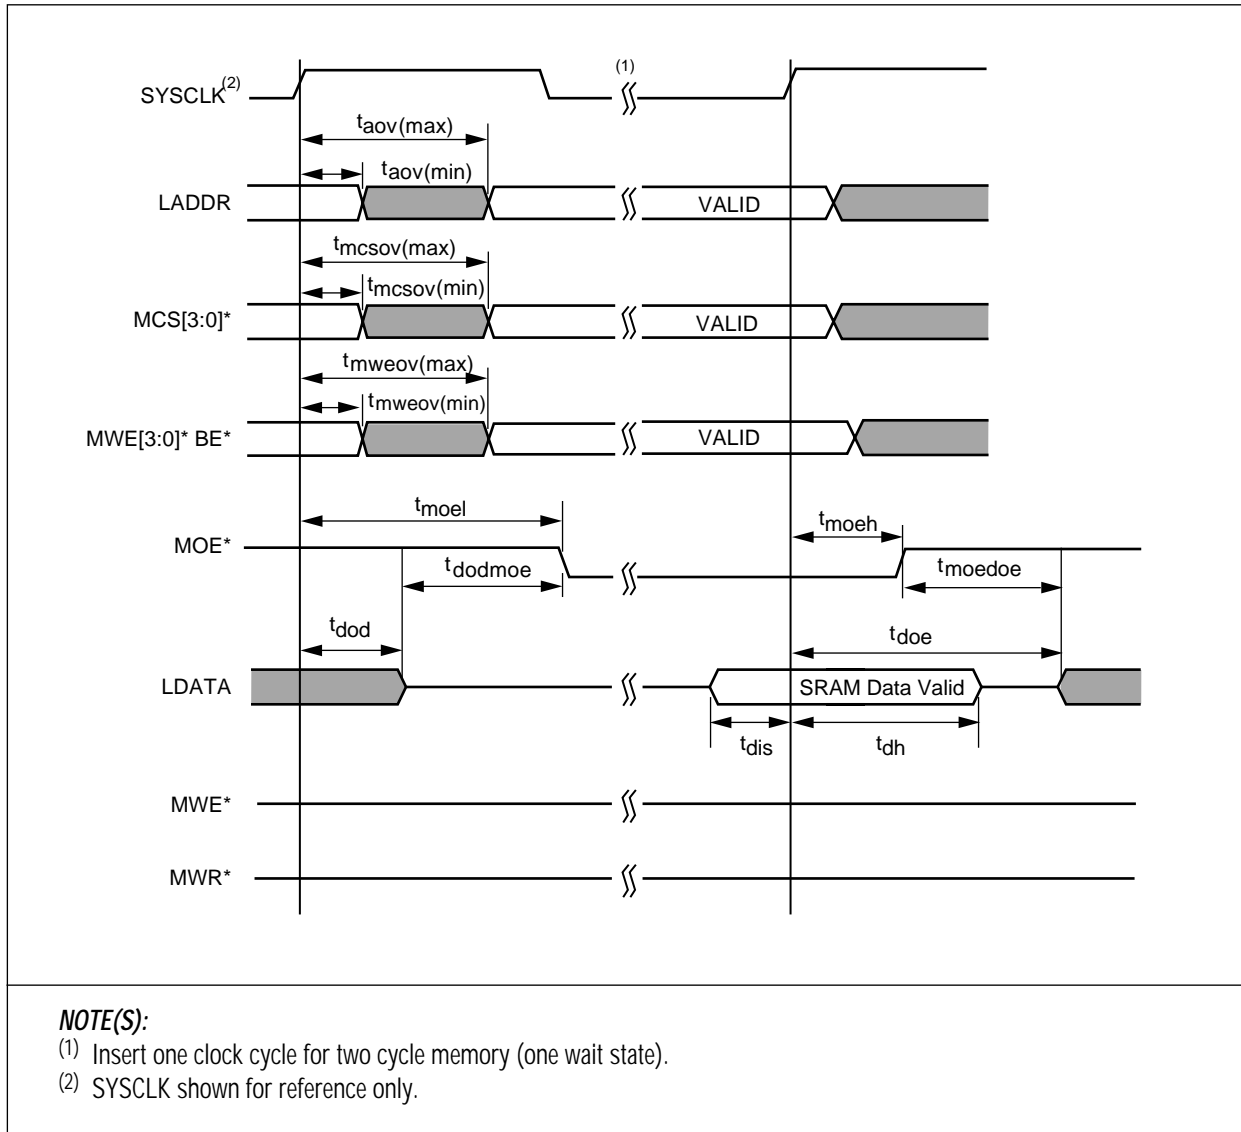 (1)
SYSCLK(2)
taov(max)
taov(min)
LADDR
VALID
tmcsov(max)
tmcsov(min)
MCS[3:0]*
VALID
tmweov(max)
tmweov(min)
MWE[3:0]* BE*
VALID
tmoel
tmoeh
MOE*
tdodmoe
tmoedoe
tdod
tdoe
LDATA
SRAM Data Valid
tdis
tdh
MWE*
MWR*
NOTE(S):
(1) Insert one clock cycle for two cycle memory (one wait state).
(2) SYSCLK shown for reference only.